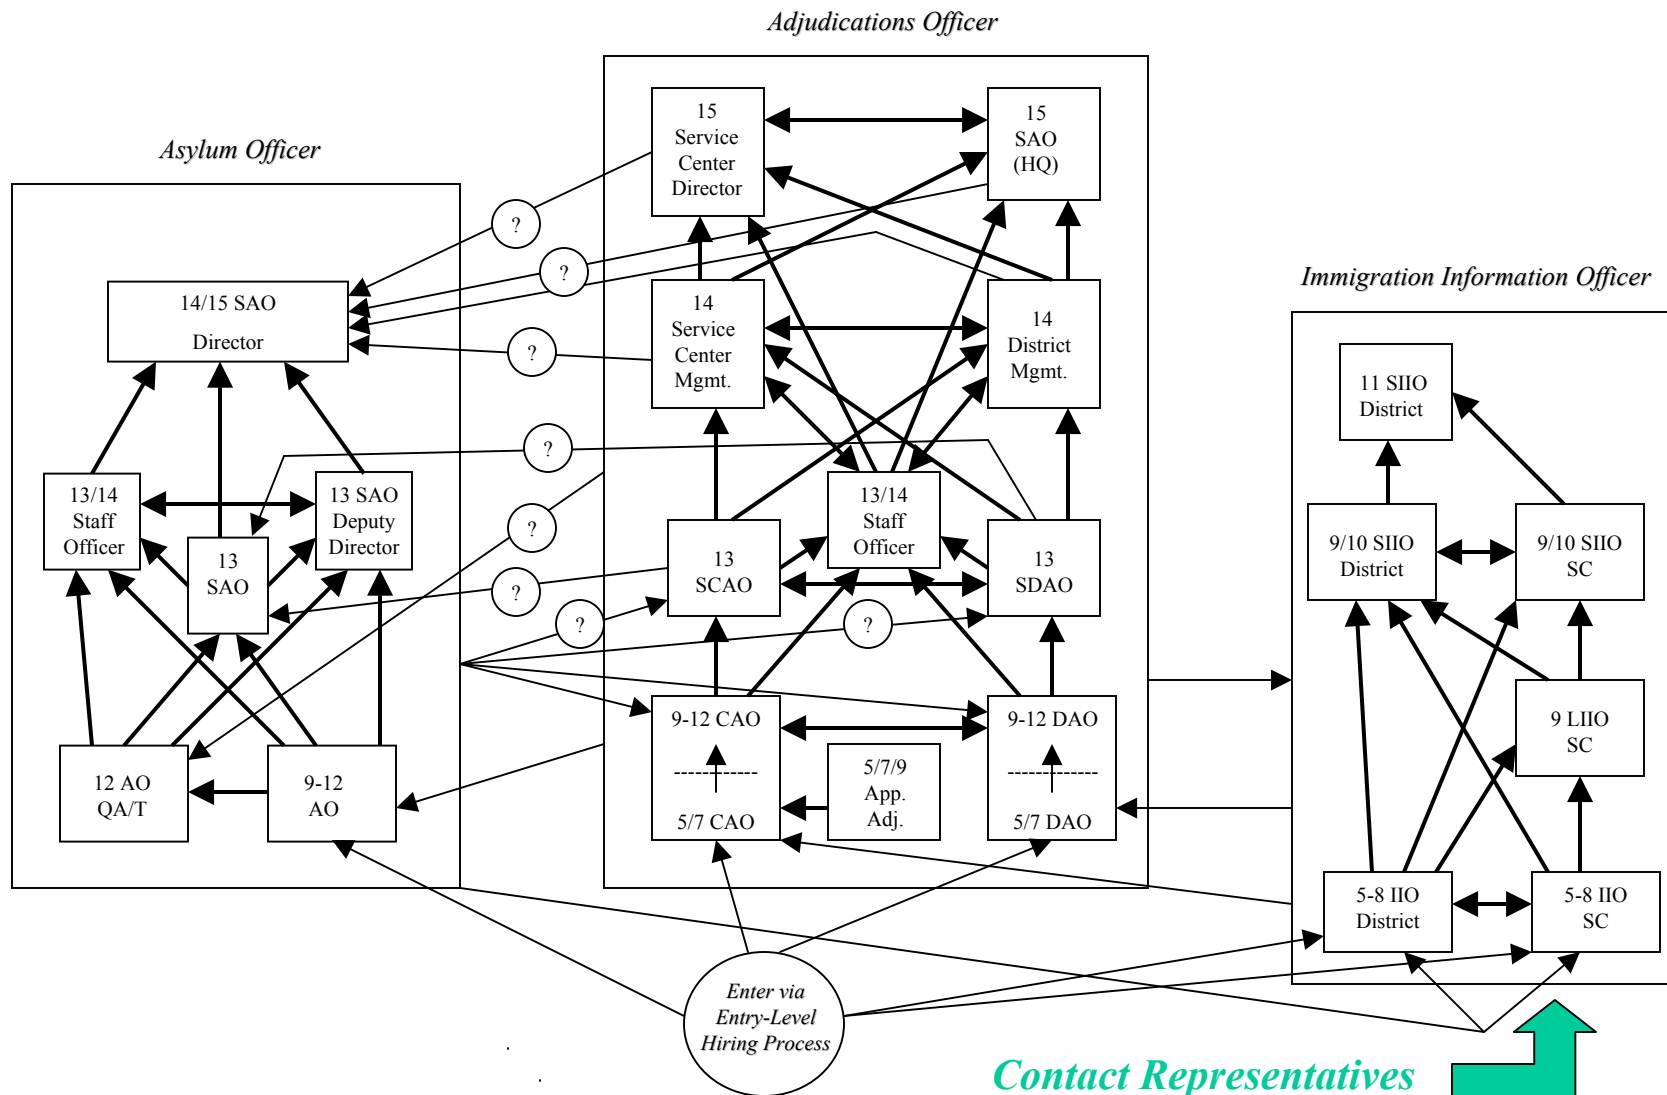 Adjudications Officer
Asylum Officer
Immigration Information Officer
15
Service
Center
Director
15
SAO
(HQ)
?
?
?
?
?
?
?
?
14/15 SAO
Director
14
Service
Center
Mgmt.
14
District
Mgmt.
11 SIIO
District
13/14
Staff
Officer
13
SAO
13 SAO
Deputy
Director
13
SCAO
13/14
Staff
Officer
13
SDAO
9/10 SIIO
District
9/10 SIIO
SC
12 AO
QA/T
9-12
AO
9-12 CAO
5/7 CAO
5/7/9
App.
Adj.
9-12 DAO
5/7 DAO
9 LIIO
SC
5-8 IIO
District
5-8 IIO
SC
Enter via
Entry-Level
Hiring Process
Contact Representatives